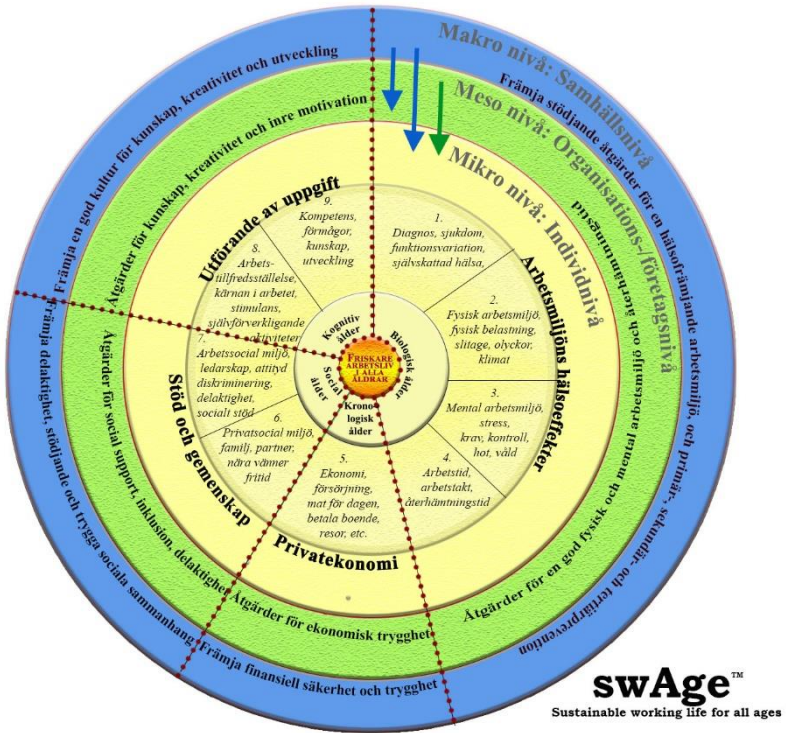 Makro nivå: Samhällsnivå
Främja stödjande åtgärder för en hälsofrämjande arbetsmiljö, och primär-, sekundär- och tertiärprevention
Meso nivå: Organisations-/företagsnivå
Åtgärder för en god fysisk och mental arbetsmiljö och återhämtningstid
Mikro nivå: Individnivå
Arbetsmiljöns hälsoeffekter
1.
Diagnos, sjukdom,
funktionsvariation,
självskattad hälsa,
2.
Fysisk arbetsmiljö,
fysisk belastning,
slitage, olyckor,
klimat
3.
Mental arbetsmiljö,
stress,
krav, kontroll,
hot, våld
4.
Arbetstid,
arbetstakt,
återhämtningstid
Främja finansiell säkerhet och trygghet
Åtgärder för ekonomisk trygghet
Privatekonomi
5.
Ekonomi,
försörjning,
mat för dagen,
betala boende,
resor, etc.
Främja delaktighet, stödjande och trygga sociala sammanhang
Åtgärder för social support, inklusion, delaktighet
Stöd och gemenskap
6.
Privatsocial miljö,
familj, partner,
nära vänner
fritid
7.
Arbetssocial miljö,
ledarskap, attityd
diskriminering,
delaktighet,
socialt stöd
Främja en god kultur för kunskap, kreativitet och utveckling
Åtgärder för kunskap, kreativitet och inre motivation
Utförande av uppgift
8.
Arbets-
tillfredsställelse,
kärnan i arbetet,
stimulans,
självförverkligande
aktiviteter
9.
Kompetens,
förmågor,
kunskap,
utveckling
Kognitiv
ålder
Biologisk ålder
Social
ålder
Krono-
logisk
ålder
FRISKARE
ARBETSLIV
I ALLA
ÅLDRAR
swAge™
Sustainable working life for all ages